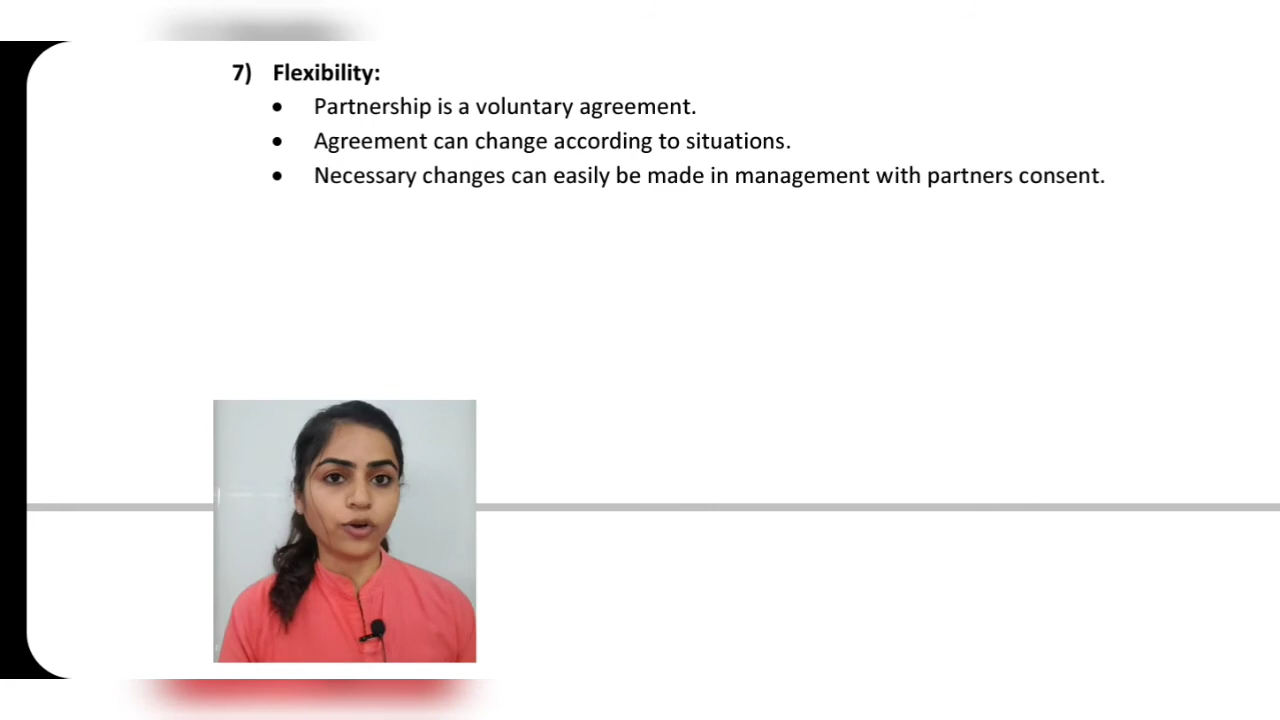 7) Flexibility:
• Partnership is a voluntary agreement.
• Agreement can change according to situations.
• Necessary changes can easily be made in management with partners consent.